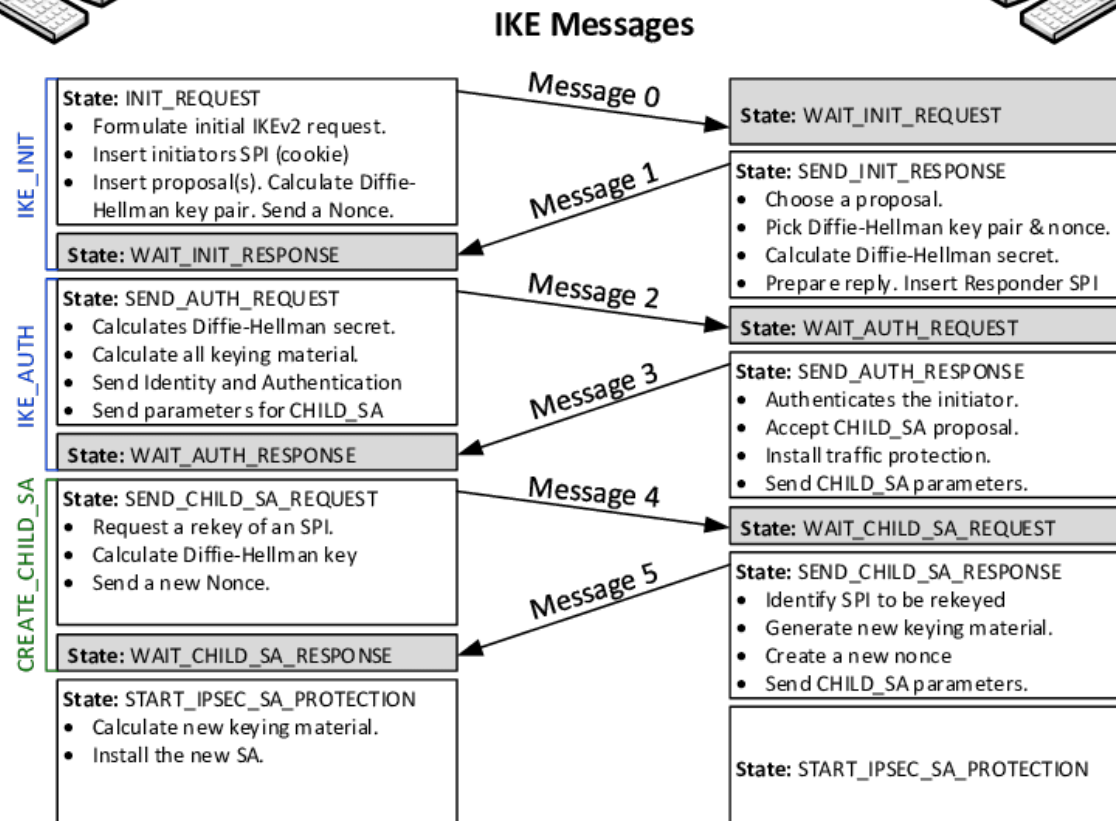 IKE Messages
IKE_INIT
State: INIT_REQUEST
• Formulate initial IKEv2 request.
• Insert initiators SPI (cookie)
• Insert proposal(s). Calculate Diffie-
Hellman key pair. Send a Nonce.
State: WAIT_INIT_RESPONSE
Message 0
Message 1
State: WAIT_INIT_REQUEST
State: SEND_INIT_RESPONSE
• Choose a proposal.
• Pick Diffie-Hellman key pair & nonce.
• Calculate Diffie-Hellman secret.
• Prepare reply. Insert Responder SPI
IKE_AUTH
State: SEND_AUTH_REQUEST
• Calculates Diffie-Hellman secret.
• Calculate all keying material.
• Send Identity and Authentication
• Send parameters for CHILD_SA
State: WAIT_AUTH_RESPONSE
Message 2
Message 3
State: WAIT_AUTH_REQUEST
State: SEND_AUTH_RESPONSE
• Authenticates the initiator.
• Accept CHILD_SA proposal.
• Install traffic protection.
• Send CHILD_SA parameters.
CREATE_CHILD_SA
State: SEND_CHILD_SA_REQUEST
• Request a rekey of an SPI.
• Calculate Diffie-Hellman key
• Send a new Nonce.
State: WAIT_CHILD_SA_RESPONSE
Message 4
Message 5
State: WAIT_CHILD_SA_REQUEST
State: SEND_CHILD_SA_RESPONSE
• Identify SPI to be rekeyed
• Generate new keying material.
• Create a new nonce
• Send CHILD_SA parameters.
State: START_IPSEC_SA_PROTECTION
• Calculate new keying material.
• Install the new SA.
State: START_IPSEC_SA_PROTECTION